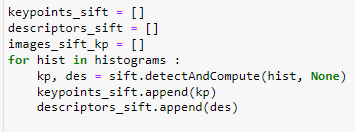 keypoints_sift = []
descriptors_sift = []
images_sift_kp = []
for hist in histograms :
    kp, des = sift.detectAndCompute(hist, None)
    keypoints_sift.append(kp)
    descriptors_sift.append(des)